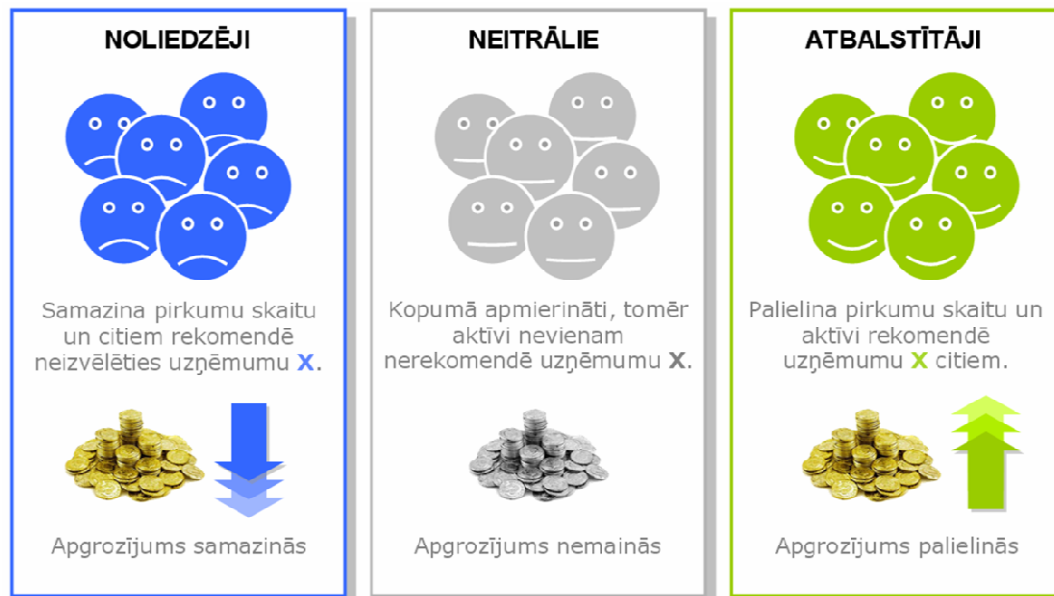 NOLIEDZĒJI
Samazina pirkumu skaitu
un citiem rekomendē
neizvēlēties uzņēmumu X.
Apgrozījums samazinās
NEITRĀLIE
Kopumā apmierināti, tomēr
aktīvi nevienam
nerekomendē uzņēmumu X.
Apgrozījums nemainās
ATBALSTĪTĀJI
Palielina pirkumu skaitu un
aktīvi rekomendē
uzņēmumu X citiem.
Apgrozījums palielinās